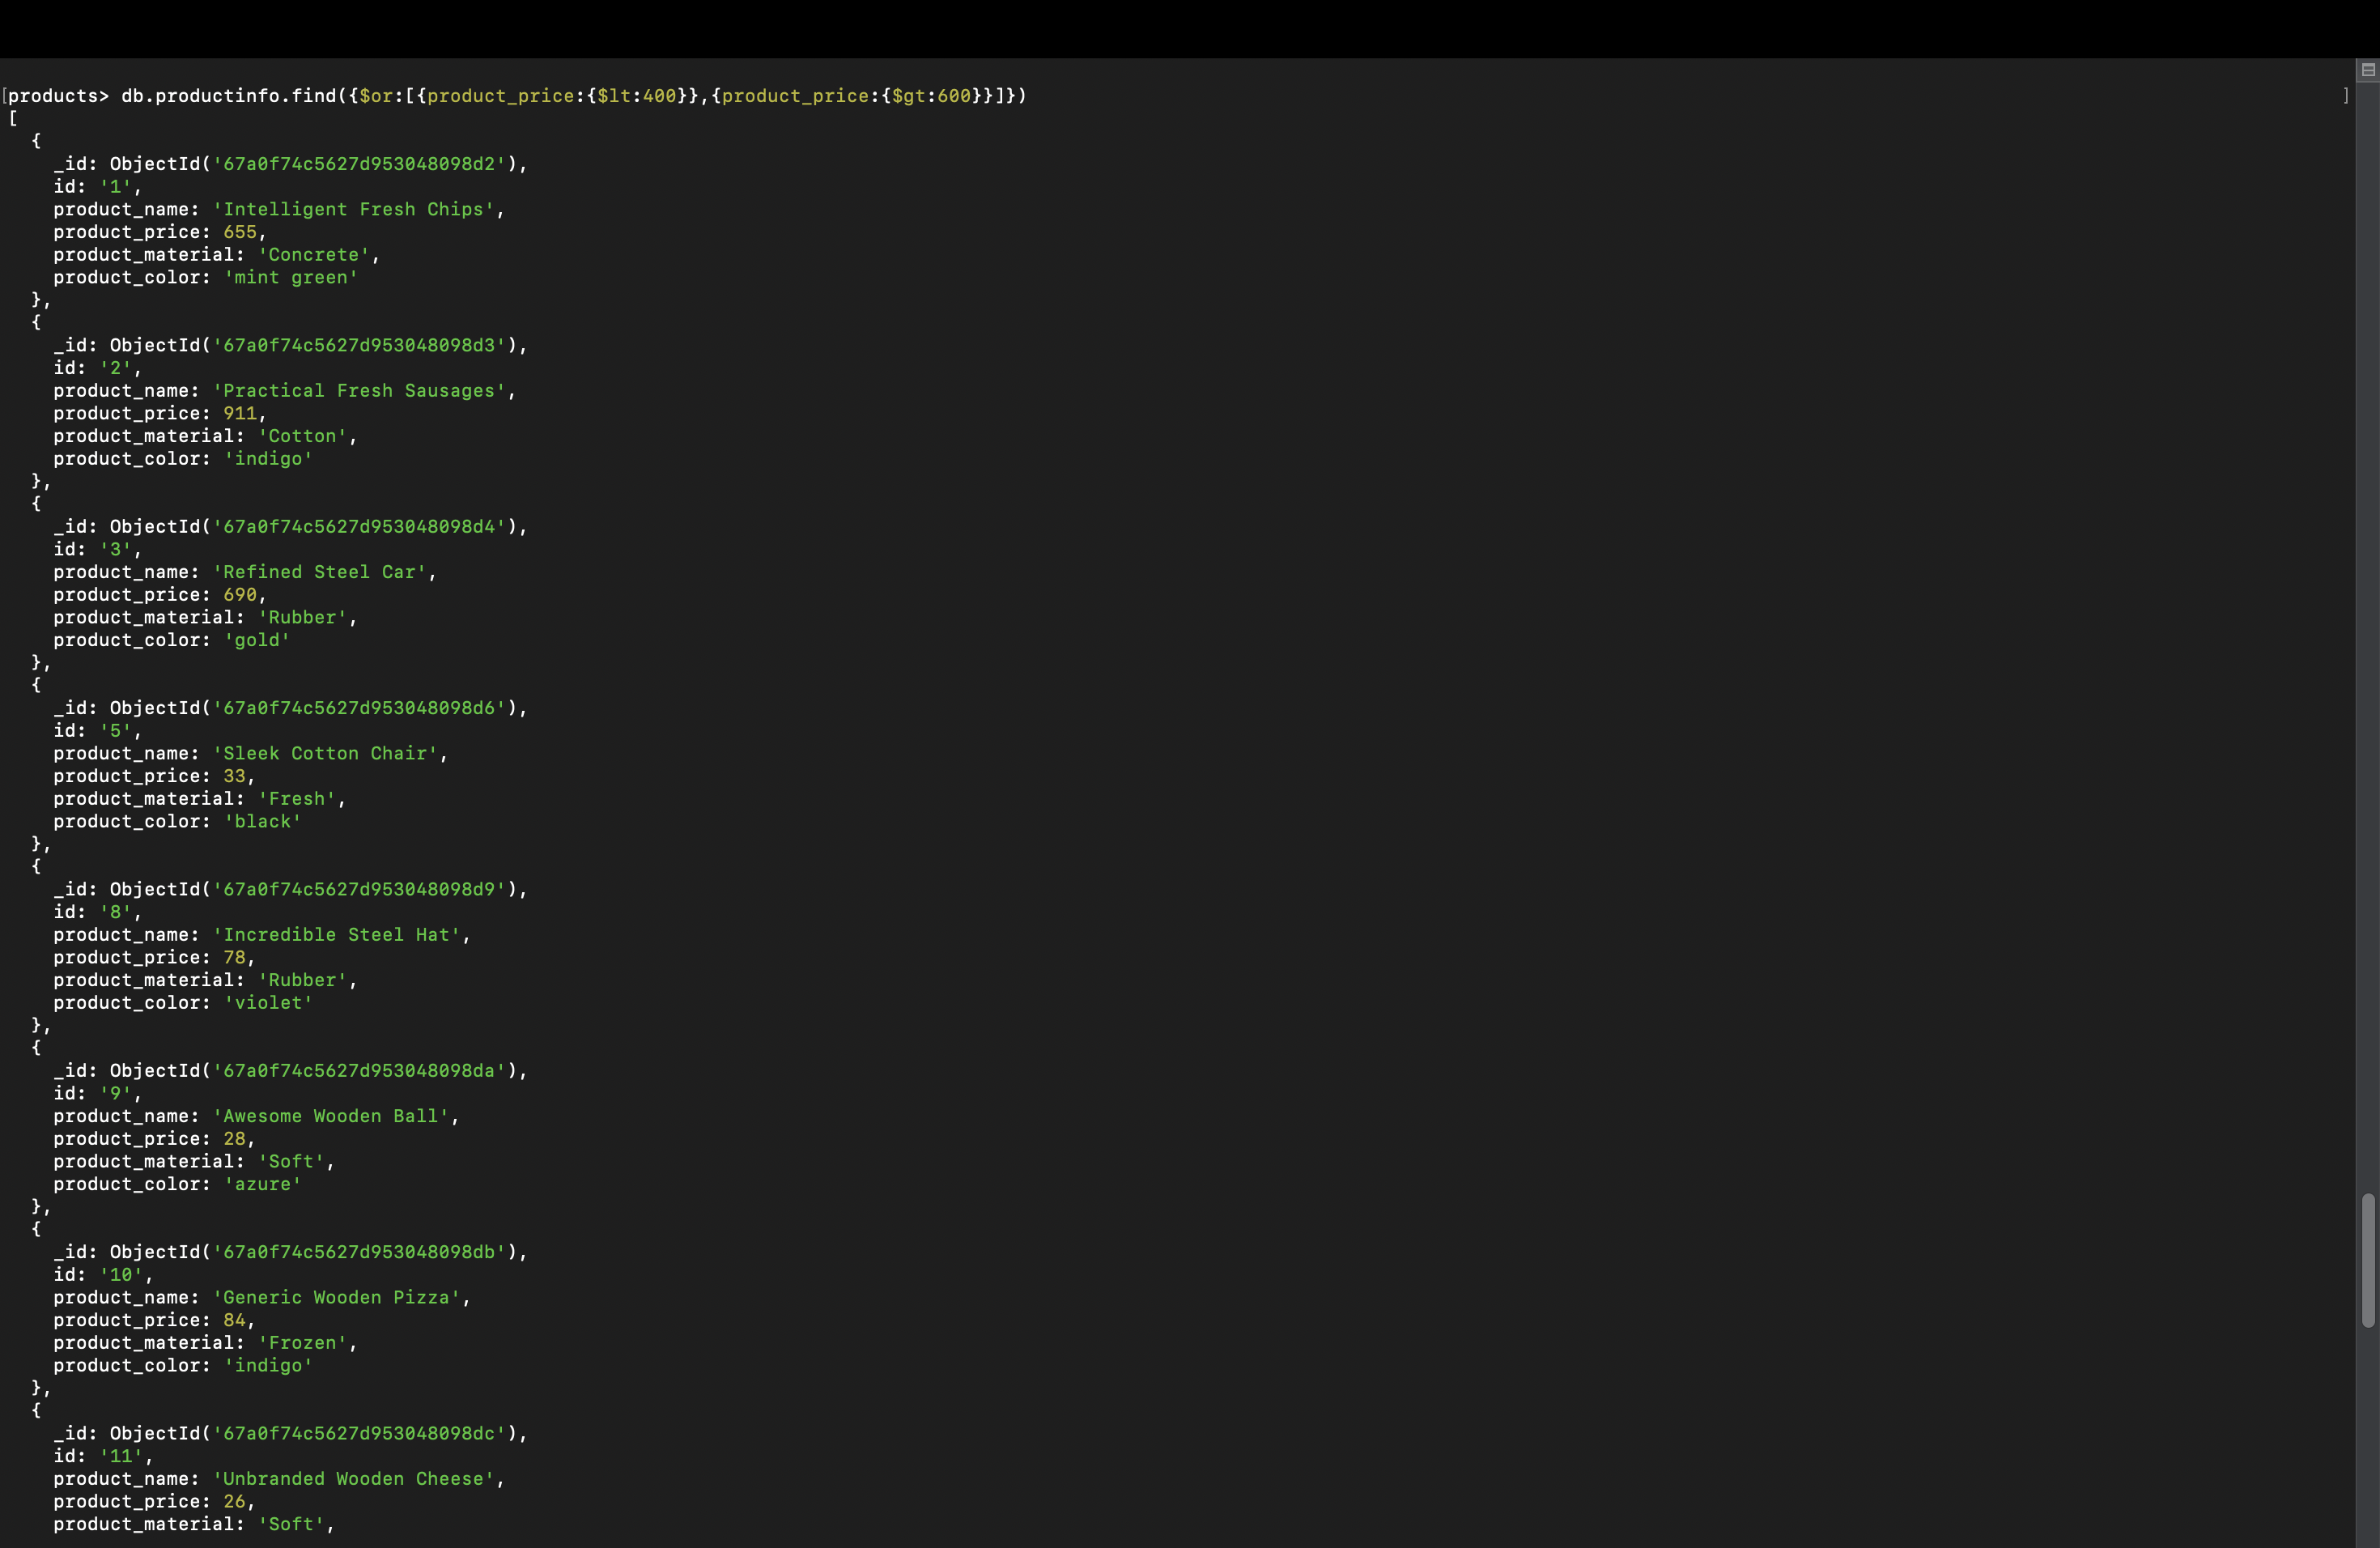 [products> db.productinfo.find({$or:[{product_price:{$lt:400}},{product_price:{$gt:600}}]}) ]
[
  {
    _id: ObjectId('67a0f74c5627d953048098d2'),
    id: '1',
    product_name: 'Intelligent Fresh Chips',
    product_price: 655,
    product_material: 'Concrete',
    product_color: 'mint green'
  },
  {
    _id: ObjectId('67a0f74c5627d953048098d3'),
    id: '2',
    product_name: 'Practical Fresh Sausages',
    product_price: 911,
    product_material: 'Cotton',
    product_color: 'indigo'
  },
  {
    _id: ObjectId('67a0f74c5627d953048098d4'),
    id: '3',
    product_name: 'Refined Steel Car',
    product_price: 690,
    product_material: 'Rubber',
    product_color: 'gold'
  },
  {
    _id: ObjectId('67a0f74c5627d953048098d6'),
    id: '5',
    product_name: 'Sleek Cotton Chair',
    product_price: 33,
    product_material: 'Fresh',
    product_color: 'black'
  },
  {
    _id: ObjectId('67a0f74c5627d953048098d9'),
    id: '8',
    product_name: 'Incredible Steel Hat',
    product_price: 78,
    product_material: 'Rubber',
    product_color: 'violet'
  },
  {
    _id: ObjectId('67a0f74c5627d953048098da'),
    id: '9',
    product_name: 'Awesome Wooden Ball',
    product_price: 28,
    product_material: 'Soft',
    product_color: 'azure'
  },
  {
    _id: ObjectId('67a0f74c5627d953048098db'),
    id: '10',
    product_name: 'Generic Wooden Pizza',
    product_price: 84,
    product_material: 'Frozen',
    product_color: 'indigo'
  },
  {
    _id: ObjectId('67a0f74c5627d953048098dc'),
    id: '11',
    product_name: 'Unbranded Wooden Cheese',
    product_price: 26,
    product_material: 'Soft',